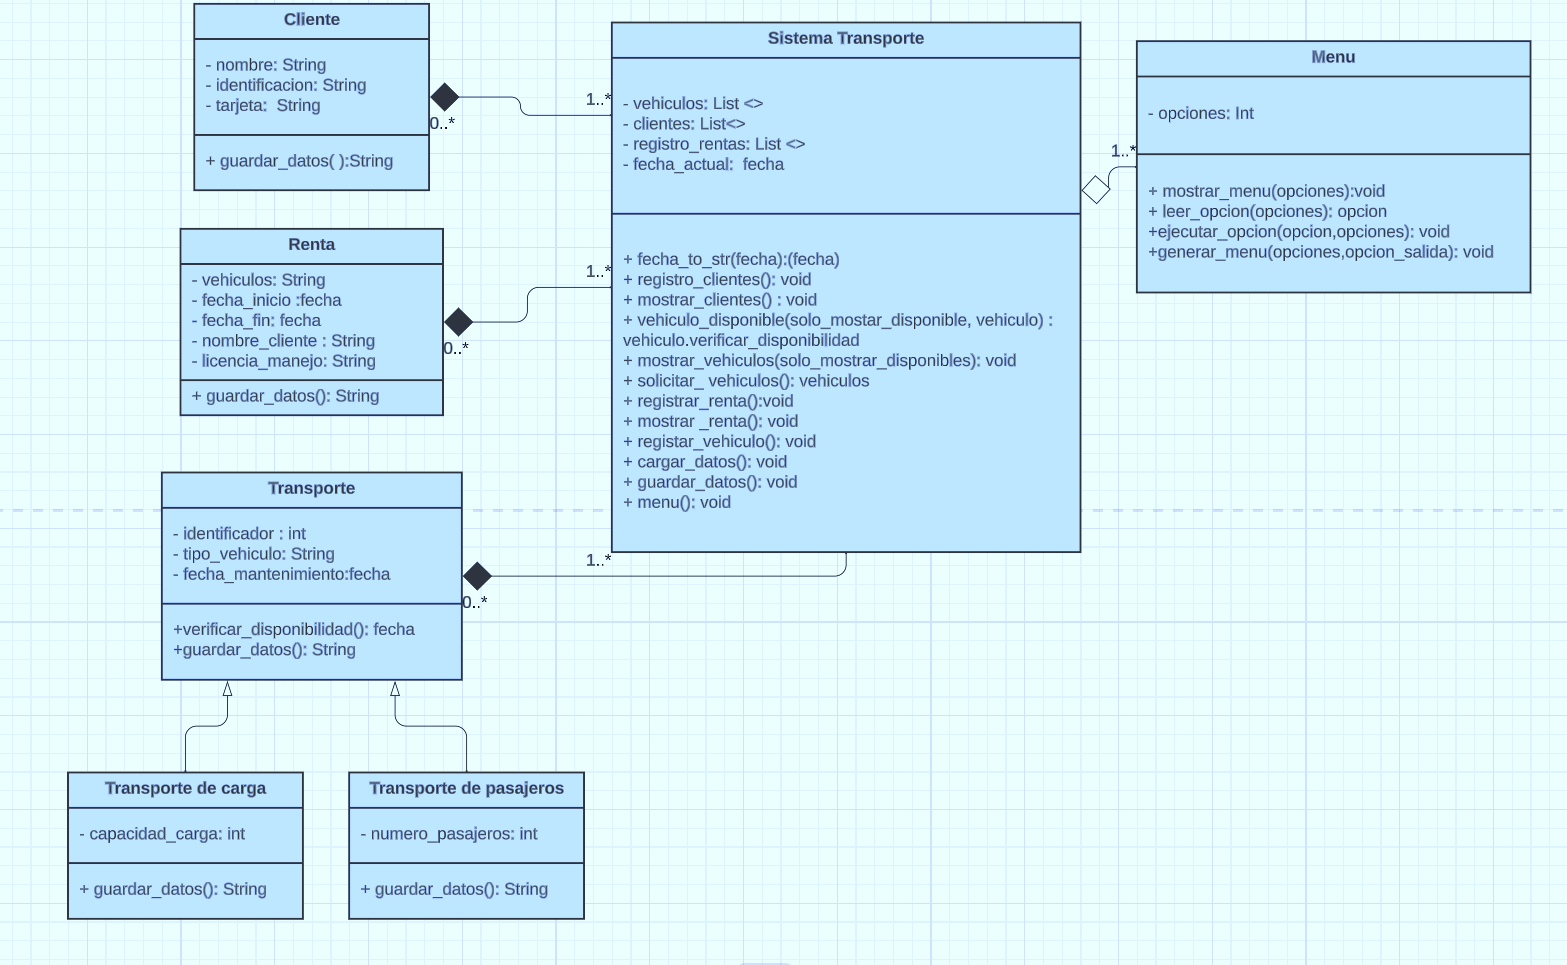 Cliente
- nombre: String
- identificacion: String
- tarjeta:  String
+ guardar_datos( ):String
0..*
1..*
Renta
- vehiculos: String
- fecha_inicio :fecha
- fecha_fin: fecha
- nombre_cliente : String
- licencia_manejo: String
+ guardar_datos(): String
0..*
1..*
Transporte
- identificador : int
- tipo_vehiculo: String
- fecha_mantenimiento:fecha
+verificar_disponibilidad(): fecha
+guardar_datos(): String
0..*
1..*
Transporte de carga
- capacidad_carga: int
+ guardar_datos(): String
Transporte de pasajeros
- numero_pasajeros: int
+ guardar_datos(): String
Sistema Transporte
- vehiculos: List <>
- clientes: List<>
- registro_rentas: List <>
- fecha_actual:  fecha
+ fecha_to_str(fecha):(fecha)
+ registro_clientes(): void
+ mostrar_clientes() : void
+ vehiculo_disponible(solo_mostar_disponible, vehiculo) :
vehiculo.verificar_disponibilidad
+ mostrar_vehiculos(solo_mostrar_disponibles): void
+ solicitar_ vehiculos(): vehiculos
+ registrar_renta():void
+ mostrar _renta(): void
+ registar_vehiculo(): void
+ cargar_datos(): void
+ guardar_datos(): void
+ menu(): void
1..*
Menu
- opciones: Int
+ mostrar_menu(opciones):void
+ leer_opcion(opciones): opcion
+ejecutar_opcion(opcion,opciones): void
+generar_menu(opciones,opcion_salida): void